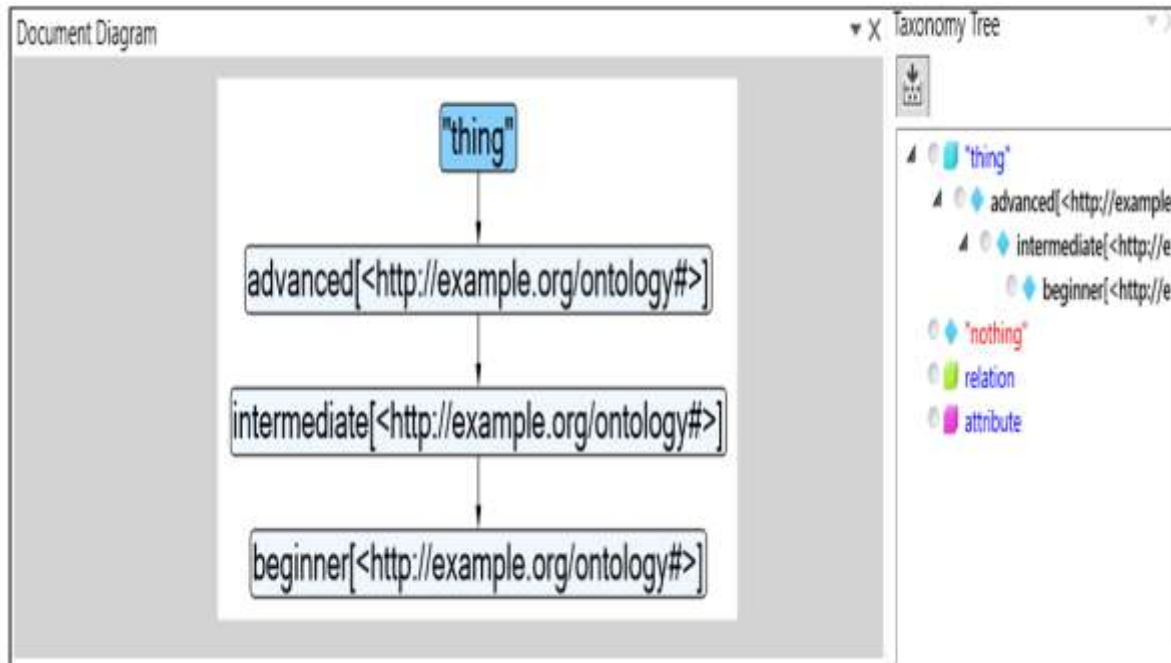 Document Diagram
"thing"
advanced[<http://example.org/ontology#>]
intermediate[<http://example.org/ontology#>]
beginner[<http://example.org/ontology#>]
Taxonomy Tree
"thing"
advanced[<http://example
intermediate[<http://e
beginner[<http://e
"nothing"
relation
attribute